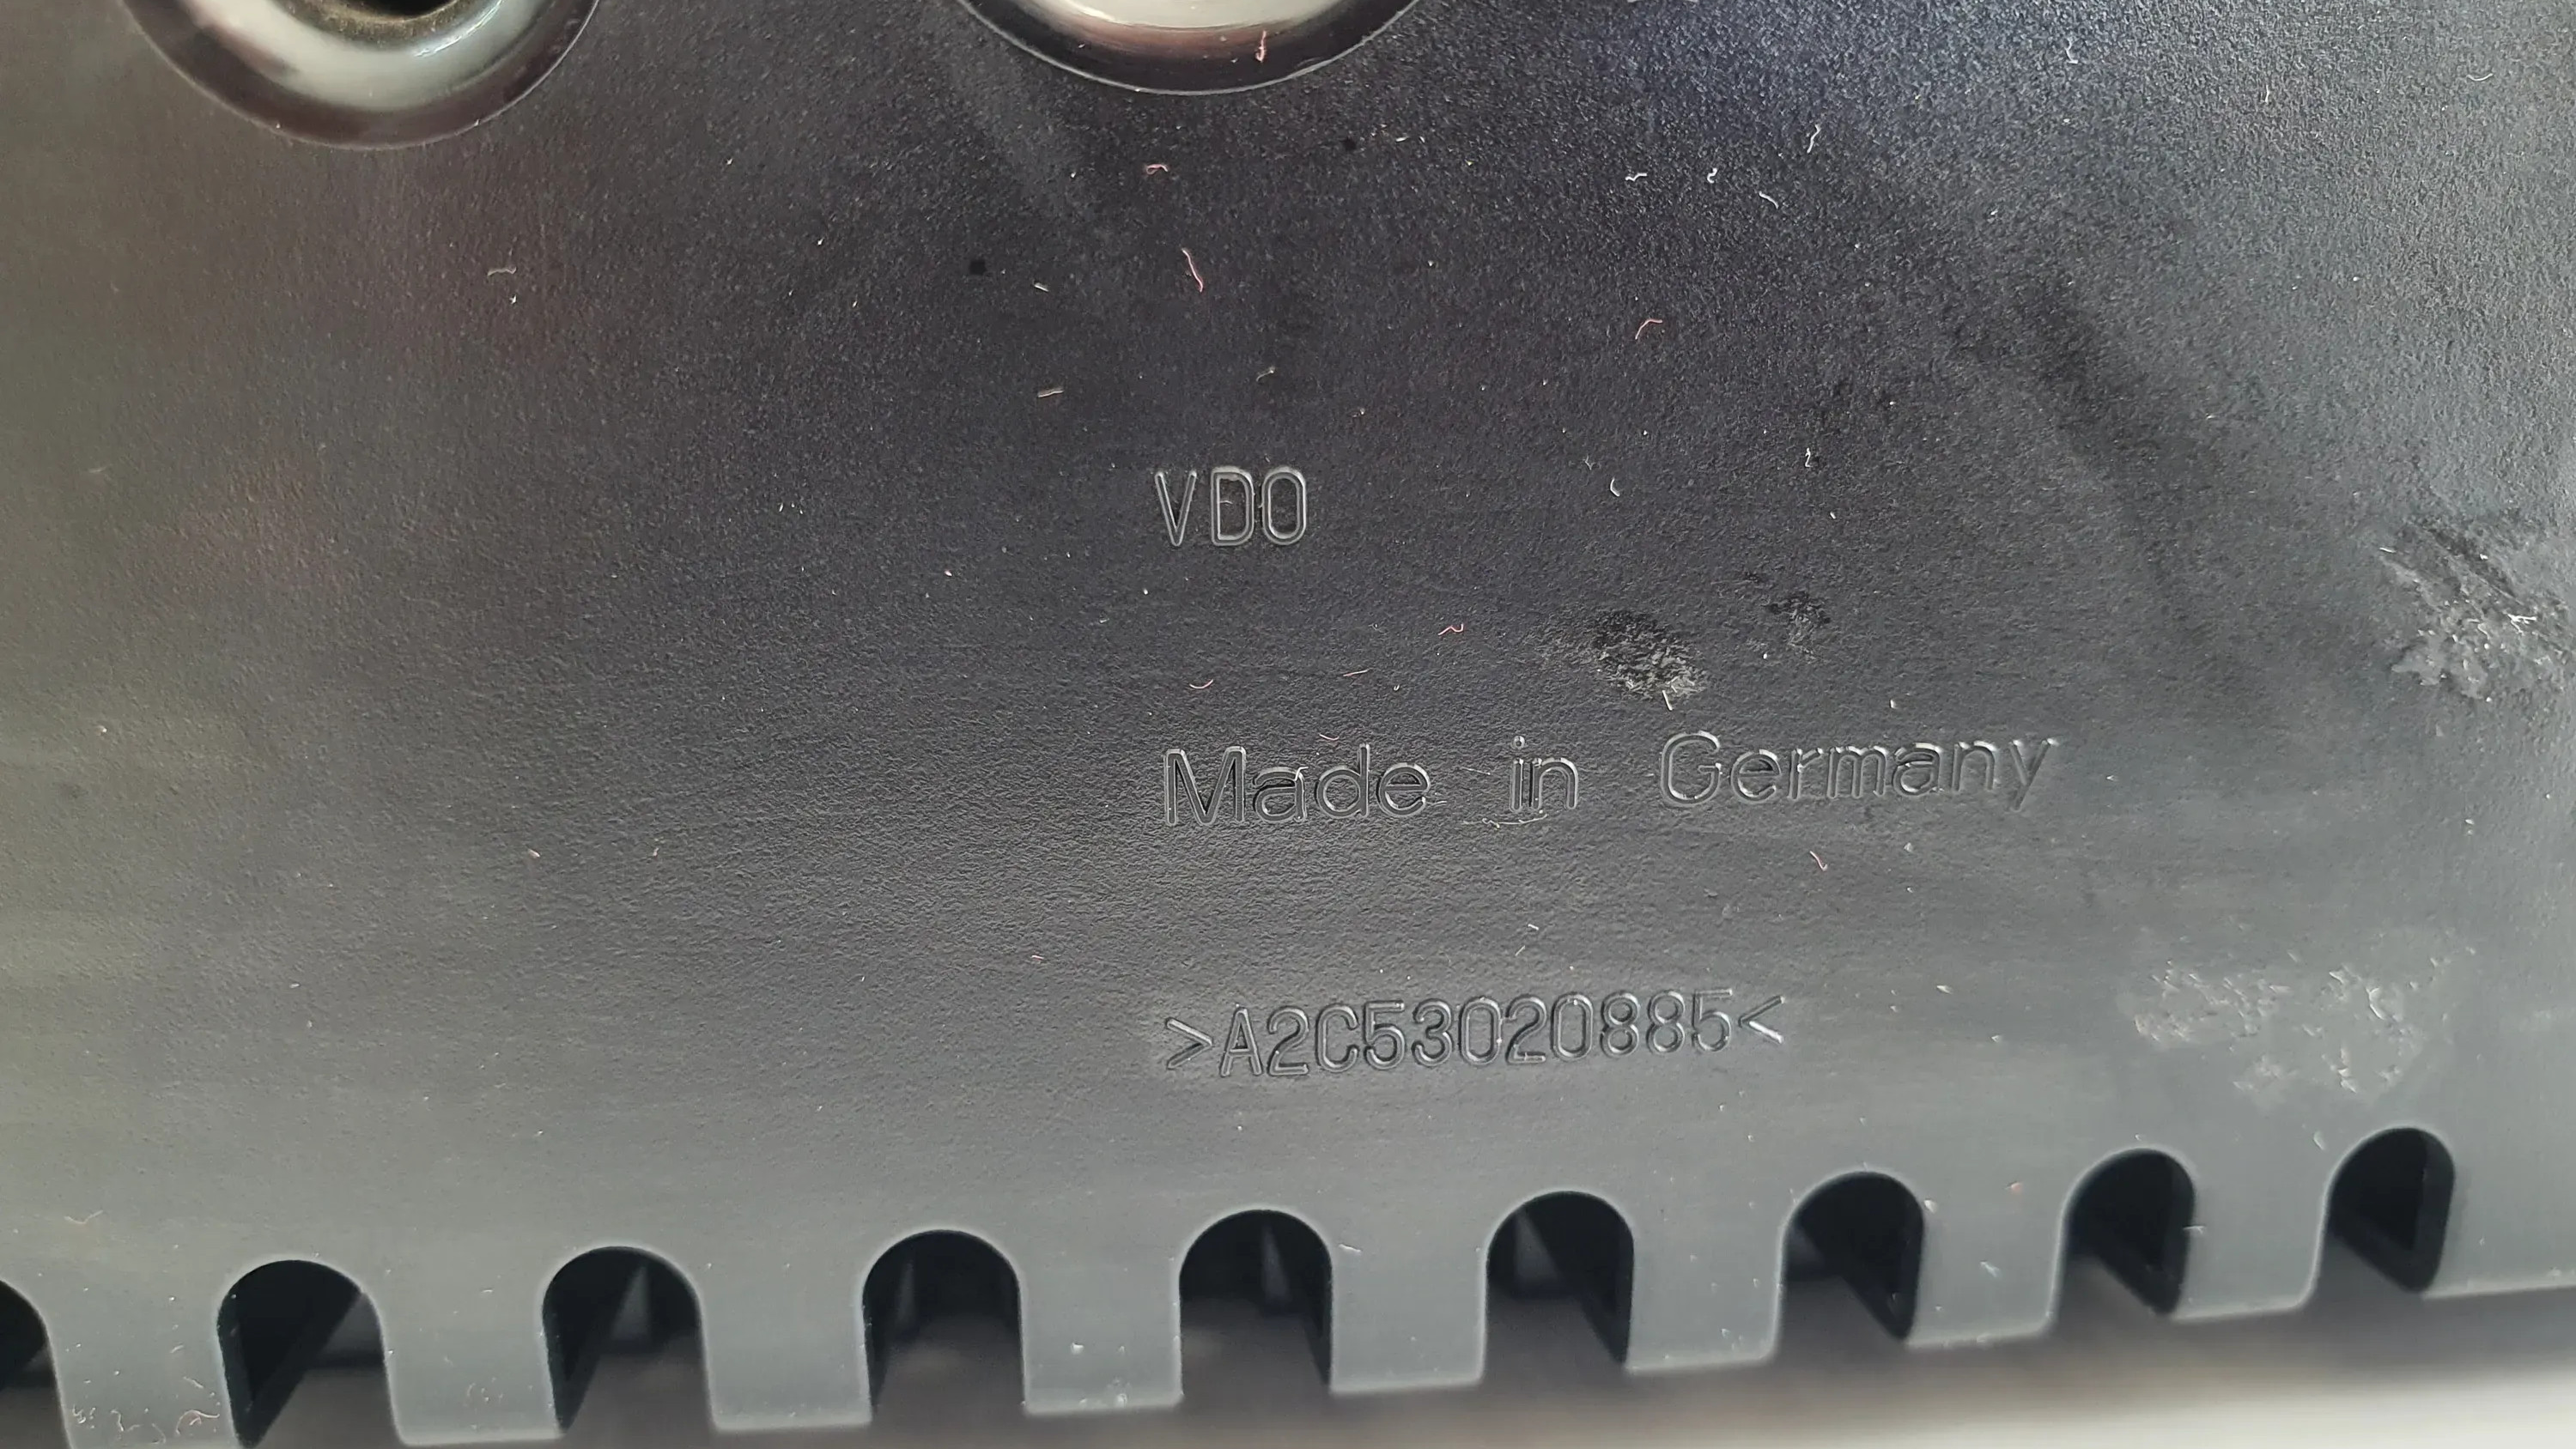 VDO
Made in Germany
>A2C53020885<